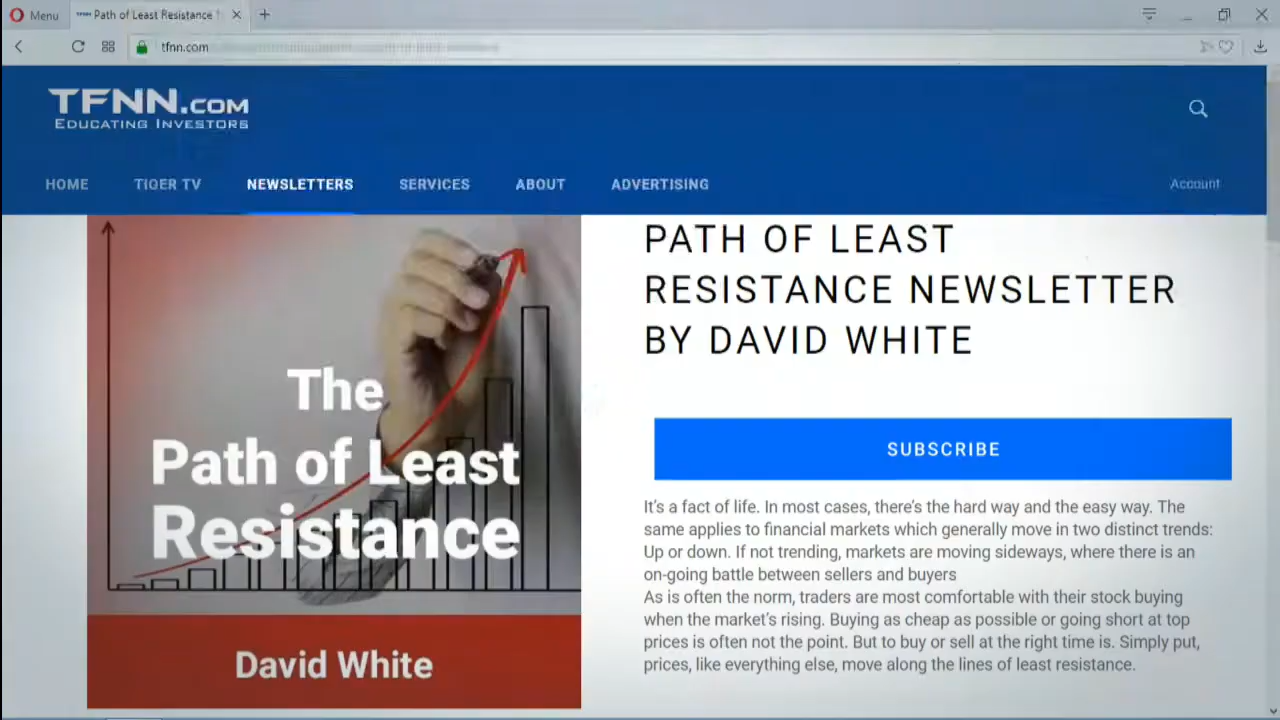 Menu
Path of Least Resistance
tfnn.com
TFNN.COM
EDUCATING INVESTORS
HOME
TIGER TV
NEWSLETTERS
SERVICES
ABOUT
ADVERTISING
Account
The
Path of Least
Resistance
David White
PATH OF LEAST
RESISTANCE NEWSLETTER
BY DAVID WHITE
SUBSCRIBE
It's a fact of life. In most cases, there's the hard way and the easy way. The
same applies to financial markets which generally move in two distinct trends:
Up or down. If not trending, markets are moving sideways, where there is an
on-going battle between sellers and buyers
As is often the norm, traders are most comfortable with their stock buying
when the market's rising. Buying as cheap as possible or going short at top
prices is often not the point. But to buy or sell at the right time is. Simply put,
prices, like everything else, move along the lines of least resistance.